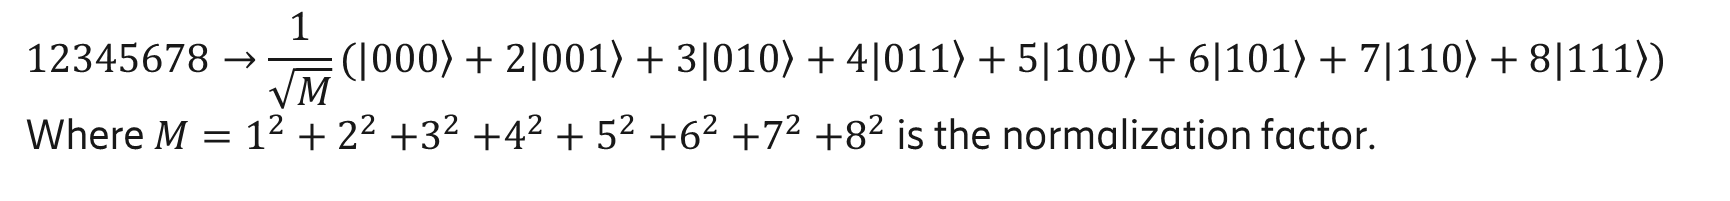 12345678 → 1/√M (|000⟩ + 2|001⟩ + 3|010⟩ + 4|011⟩ + 5|100⟩ + 6|101⟩ + 7|110⟩ + 8|111⟩)
Where M = 1² + 2² +3² +4² + 5² +6² +7² +8² is the normalization factor.